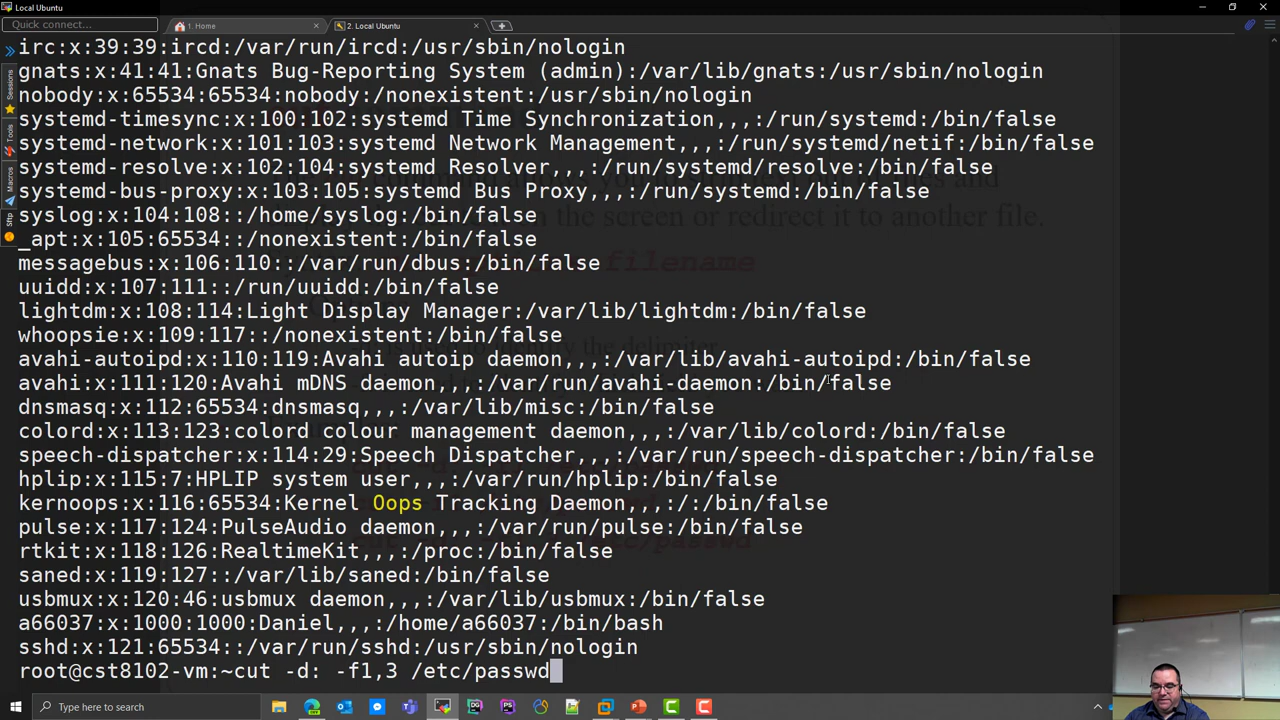 Local Ubuntu
Quick connect...
1. Home
2. Local Ubuntu
Sessions
Tools
Macros
Sftp
irc:x:39:39:ircd:/var/run/ircd:/usr/sbin/nologin
gnats:x:41:41:Gnats Bug-Reporting System (admin):/var/lib/gnats:/usr/sbin/nologin
nobody:x:65534:65534:nobody:/nonexistent:/usr/sbin/nologin
systemd-timesync:x:100:102:systemd Time Synchronization,,,:/run/systemd:/bin/false
systemd-network:x:101:103:systemd Network Management,,,:/run/systemd/netif:/bin/false
systemd-resolve:x:102:104:systemd Resolver,,,:/run/systemd/resolve:/bin/false
systemd-bus-proxy:x:103:105:systemd Bus Proxy,,,:/run/systemd:/bin/false
syslog:x:104:108::/home/syslog:/bin/false
_apt:x:105:65534::/nonexistent:/bin/false
messagebus:x:106:110::/var/run/dbus:/bin/false
uuidd:x:107:111::/run/uuidd:/bin/false
lightdm:x:108:114:Light Display Manager:/var/lib/lightdm:/bin/false
whoopsie:x:109:117::/nonexistent:/bin/false
avahi-autoipd:x:110:119:Avahi autoip daemon,,,:/var/lib/avahi-autoipd:/bin/false
avahi:x:111:120:Avahi mDNS daemon,,,:/var/run/avahi-daemon:/bin/false
dnsmasq:x:112:65534:dnsmasq,,,:/var/lib/misc:/bin/false
colord:x:113:123:colord colour management daemon,,,:/var/lib/colord:/bin/false
speech-dispatcher:x:114:29:Speech Dispatcher,,,:/var/run/speech-dispatcher:/bin/false
hplip:x:115:7:HPLIP system user,,,:/var/run/hplip:/bin/false
kernoops:x:116:65534:Kernel Oops Tracking Daemon,,,:/:/bin/false
pulse:x:117:124:PulseAudio daemon,,,:/var/run/pulse:/bin/false
rtkit:x:118:126:RealtimeKit,,,:/proc:/bin/false
saned:x:119:127::/var/lib/saned:/bin/false
usbmux:x:120:46:usbmux daemon,,,:/var/lib/usbmux:/bin/false
a66037:x:1000:1000:Daniel,,,:/home/a66037:/bin/bash
sshd:x:121:65534::/var/run/sshd:/usr/sbin/nologin
root@cst8102-vm:~cut -d: -f1,3 /etc/passwd
Type here to search